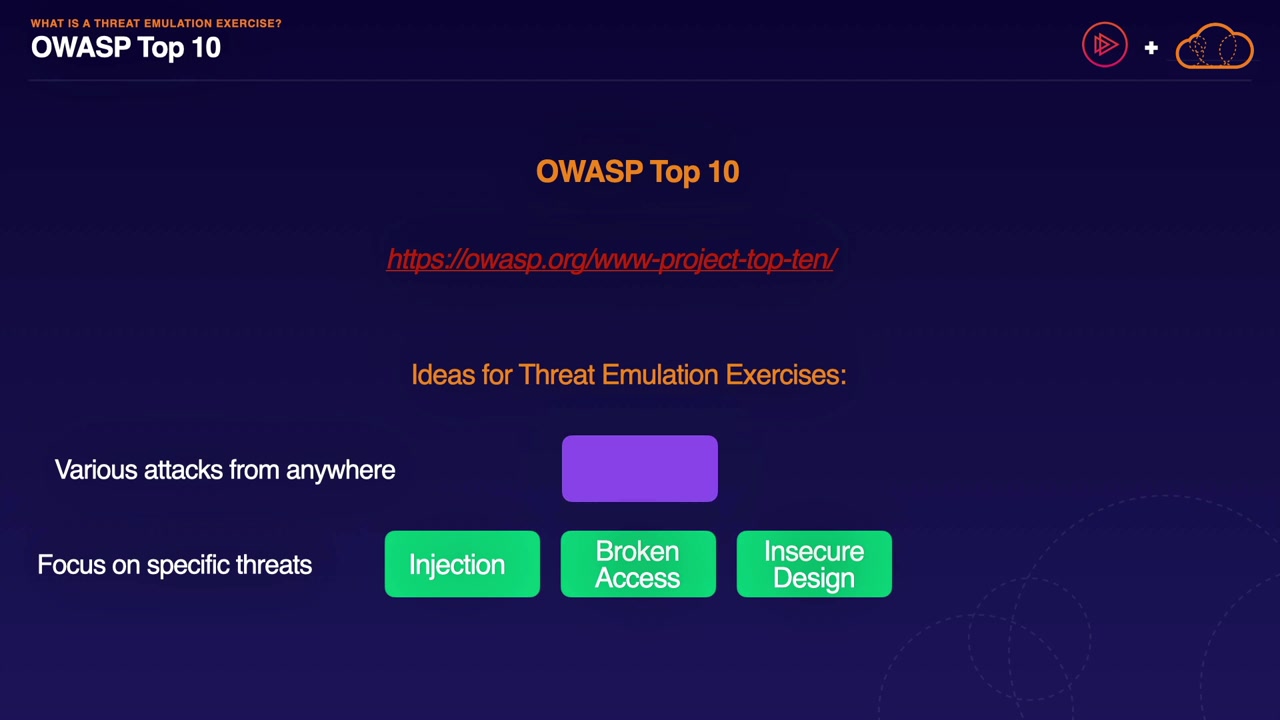 WHAT IS A THREAT EMULATION EXERCISE?
OWASP Top 10
OWASP Top 10
https://owasp.org/www-project-top-ten/
Ideas for Threat Emulation Exercises:
Various attacks from anywhere
Focus on specific threats
Injection
Broken
Access
Insecure
Design